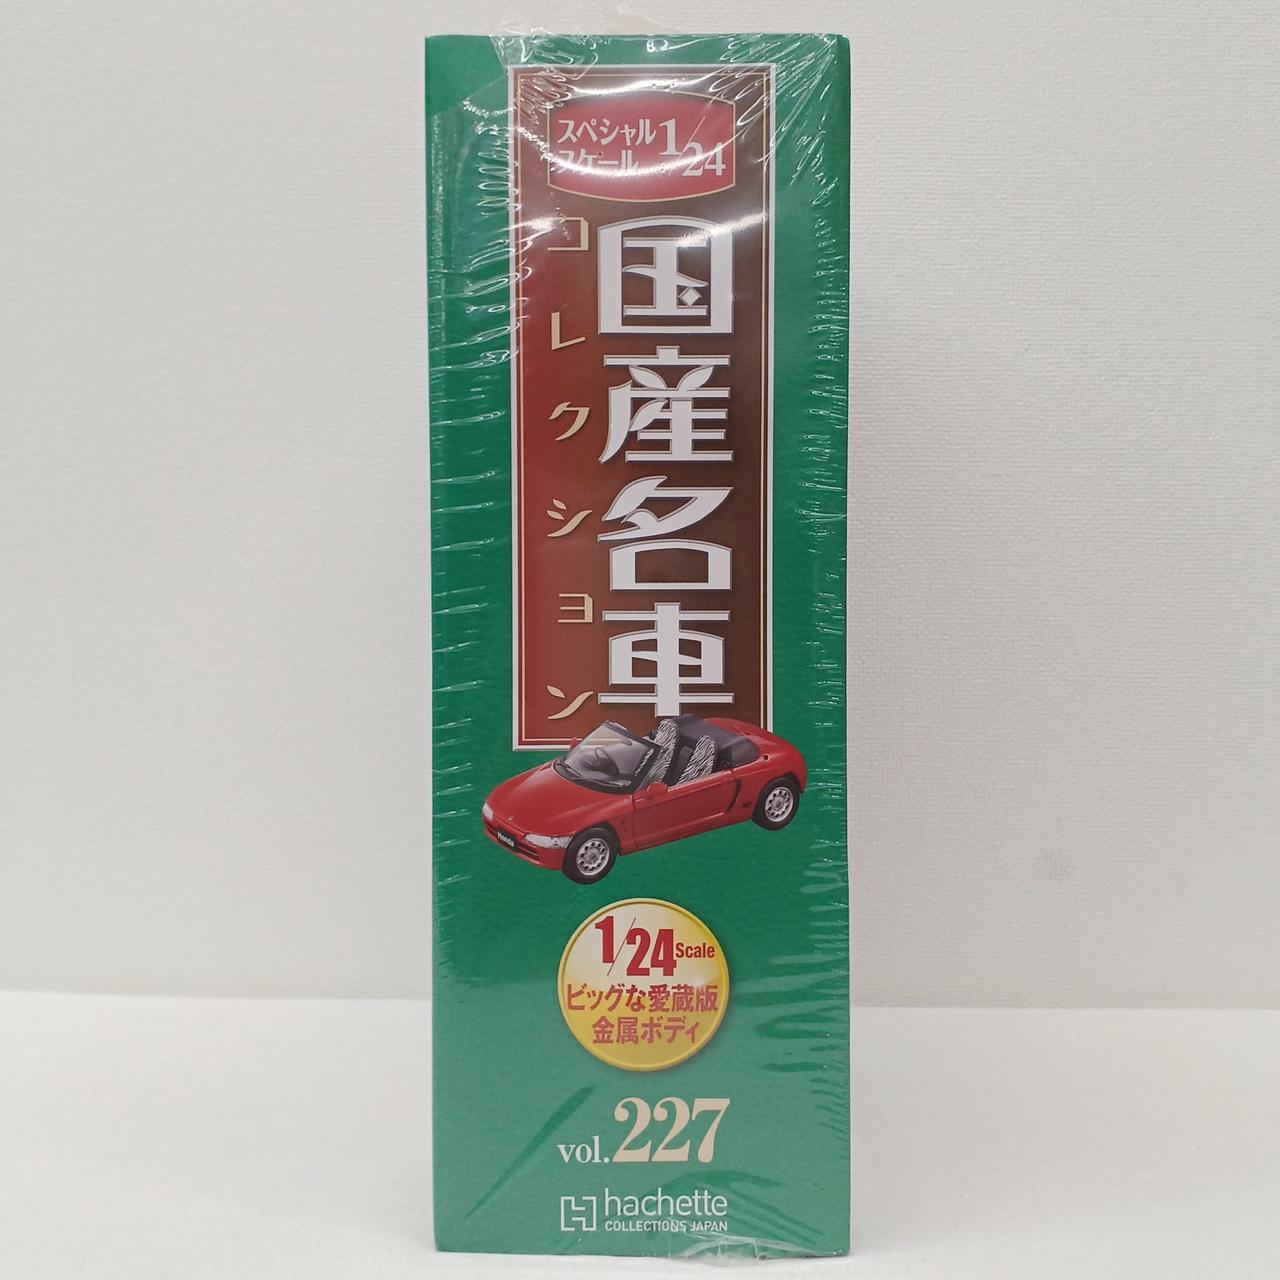 スペシャル
スケール 1/24
国産名車
コレクション
Honda
1/24 Scale
ビッグな愛蔵版
金属ボディ
vol.227
hachette
COLLECTIONS JAPAN